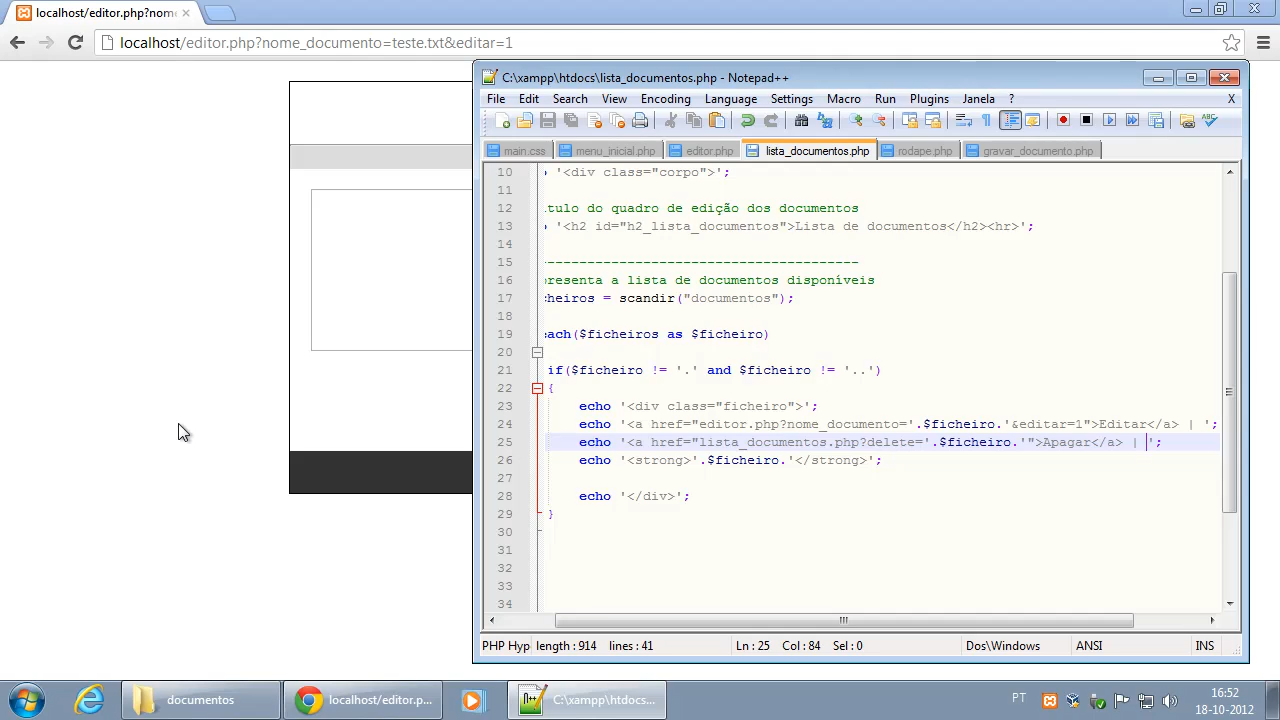 localhost/editor.php?nome
localhost/editor.php?nome_documento=teste.txt&editar=1
C:\xampp\htdocs\lista_documentos.php - Notepad++
File Edit Search View Encoding Language Settings Macro Run Plugins Janela ? X
main.css menu_inicial.php editor.php lista_documentos.php rodape.php gravar_documento.php
10 '<div class="corpo">';
11
12 tulo do quadro de edição dos documentos
13 '<h2 id="h2_lista_documentos">Lista de documentos</h2><hr>';
14
15 ---------------------------------------
16 presenta a lista de documentos disponíveis
17 cheiros = scandir("documentos");
18
19 each($ficheiros as $ficheiro)
20
21 if($ficheiro != '.' and $ficheiro != '..')
22 {
23 echo '<div class="ficheiro">';
24 echo '<a href="editor.php?nome_documento='.$ficheiro.'&editar=1">Editar</a> | ';
25 echo '<a href="lista_documentos.php?delete='.$ficheiro.'">Apagar</a> | ';
26 echo '<strong>'.$ficheiro.'</strong>';
27
28 echo '</div>';
29 }
30
31
32
33
34
PHP Hyp length : 914 lines : 41 Ln : 25 Col : 84 Sel : 0 Dos\Windows ANSI INS
documentos localhost/editor.p... C:\xampp\htdocs... PT 16:52
18-10-2012